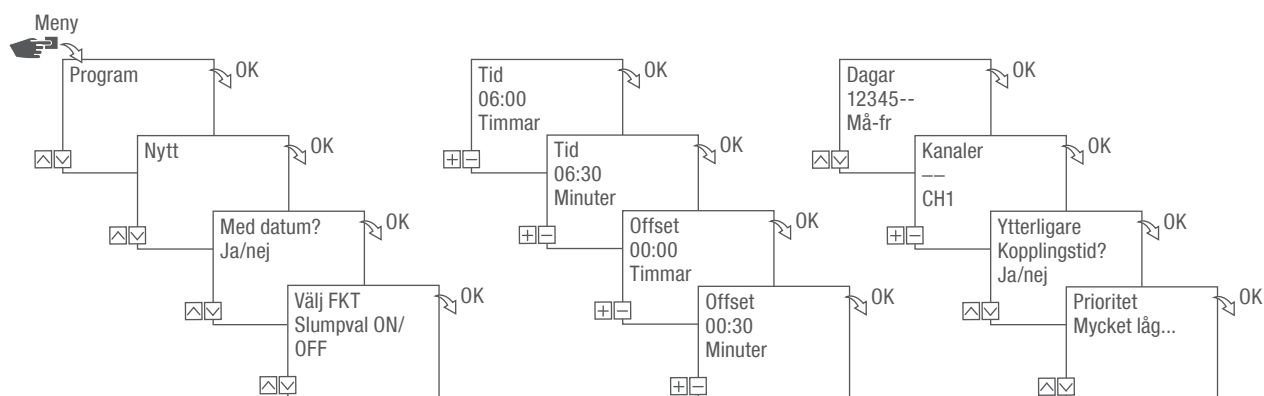 Meny
Program
OK
Nytt
OK
Med datum?
Ja/nej
OK
Välj FKT
Slumpval ON/
OFF
OK
Tid
06:00
Timmar
OK
Tid
06:30
Minuter
OK
Offset
00:00
Timmar
OK
Offset
00:30
Minuter
OK
Dagar
12345--
Må-fr
OK
Kanaler
––
CH1
OK
Ytterligare
Kopplingstid?
Ja/nej
OK
Prioritet
Mycket låg...
OK